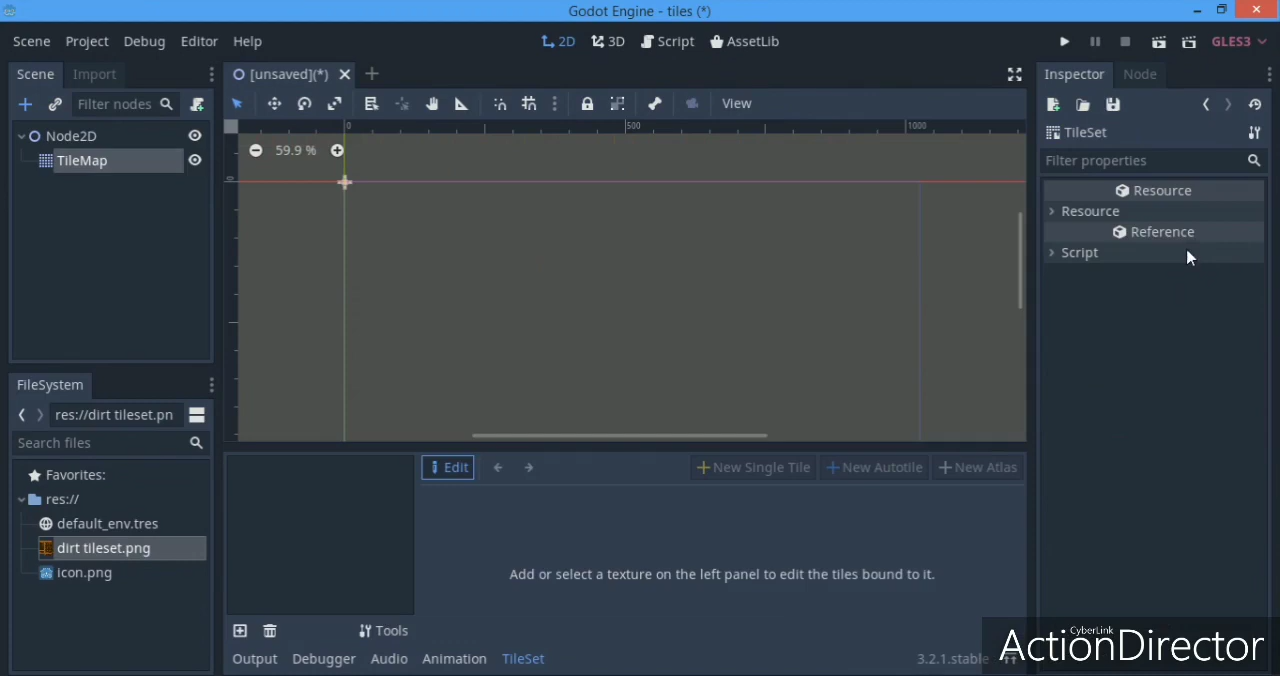 Godot Engine - tiles (*)
Scene Project Debug Editor Help
2D 3D Script AssetLib
GLES3
Scene Import
[unsaved](*)
Inspector Node
Filter nodes
View
Node2D
TileMap
0 500 1000
0
59.9 %
TileSet
Filter properties
Resource
Resource
Reference
Script
FileSystem
res://dirt tileset.pn
Search files
Favorites:
res://
default_env.tres
dirt tileset.png
icon.png
Edit
New Single Tile
New Autotile
New Atlas
Add or select a texture on the left panel to edit the tiles bound to it.
Tools
Output Debugger Audio Animation TileSet
3.2.1.stable
CyberLink
ActionDirector